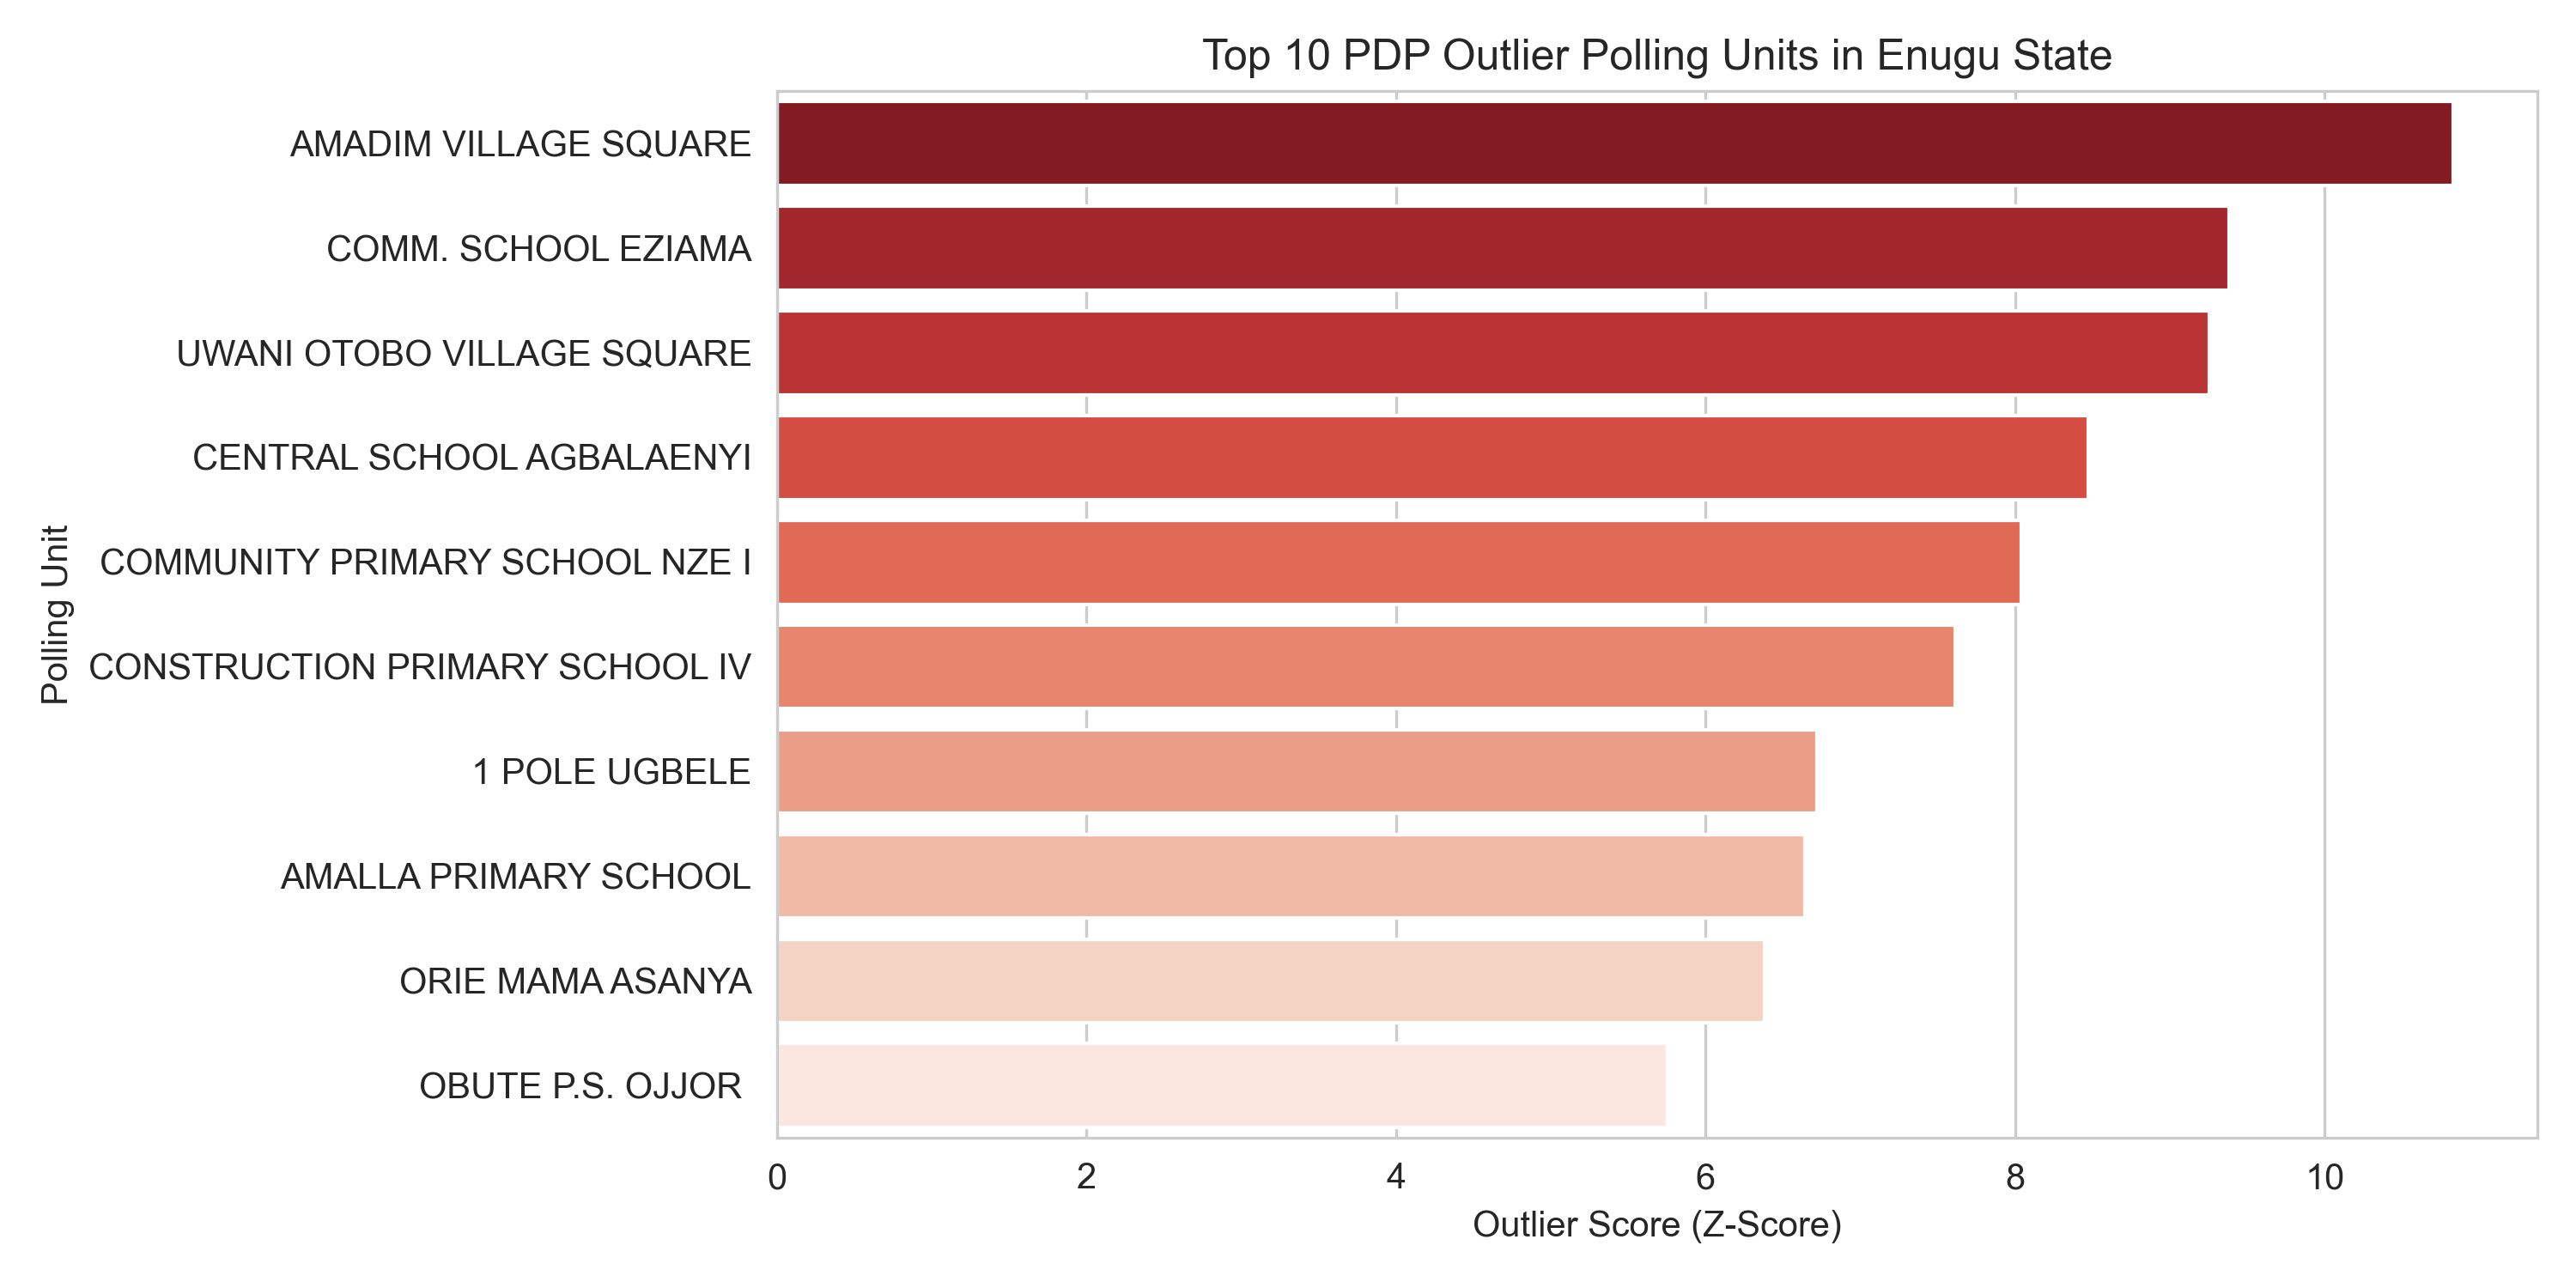 Top 10 PDP Outlier Polling Units in Enugu State
Polling Unit
AMADIM VILLAGE SQUARE
COMM. SCHOOL EZIAMA
UWANI OTOBO VILLAGE SQUARE
CENTRAL SCHOOL AGBALAENYI
COMMUNITY PRIMARY SCHOOL NZE I
CONSTRUCTION PRIMARY SCHOOL IV
1 POLE UGBELE
AMALLA PRIMARY SCHOOL
ORIE MAMA ASANYA
OBUTE P.S. OJJOR
0 2 4 6 8 10
Outlier Score (Z-Score)